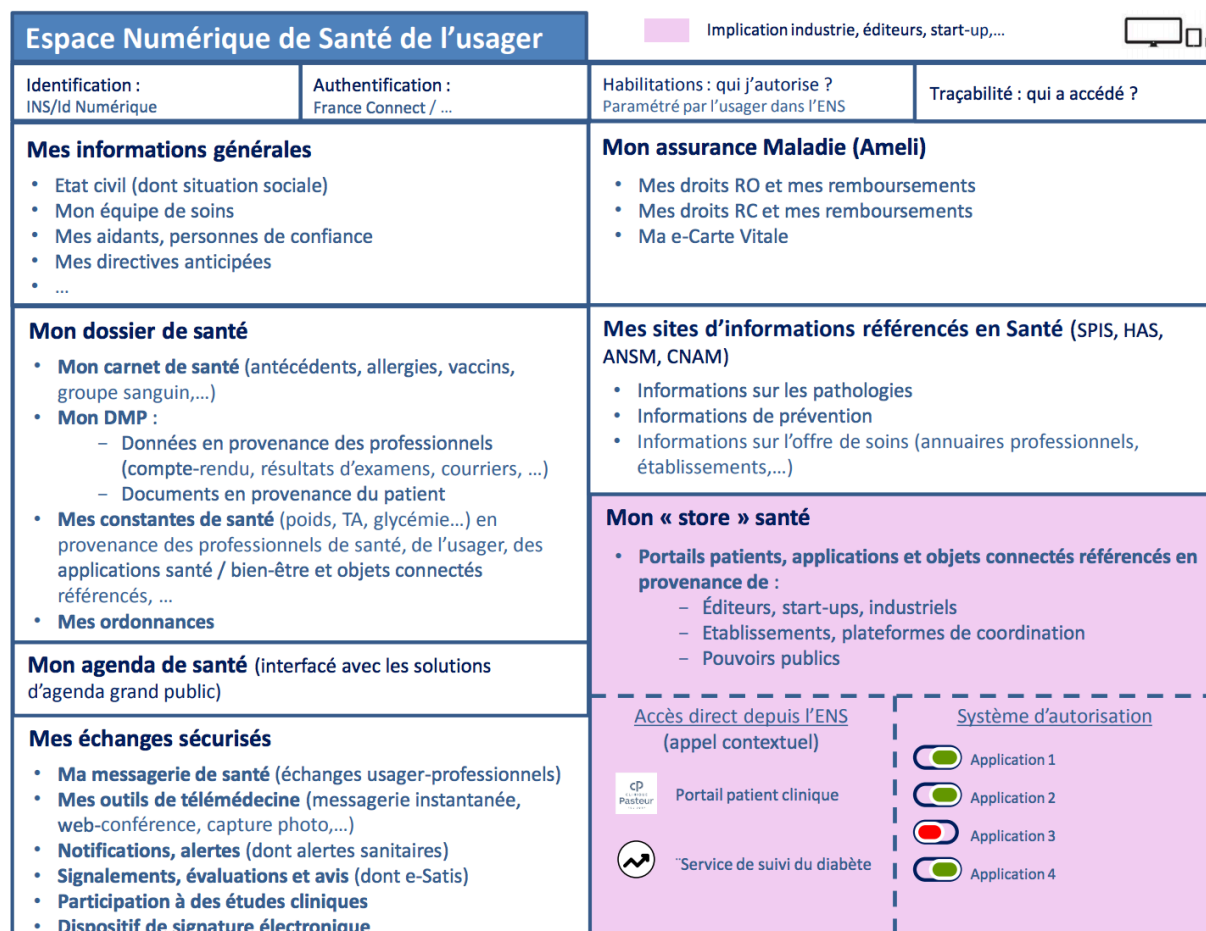 Espace Numérique de Santé de l'usager
Implication industrie, éditeurs, start-up,...
Identification :
INS/Id Numérique
Authentification :
France Connect / ...
Habilitations : qui j'autorise ?
Paramétré par l'usager dans l'ENS
Traçabilité : qui a accédé ?
Mes informations générales
• Etat civil (dont situation sociale)
• Mon équipe de soins
• Mes aidants, personnes de confiance
• Mes directives anticipées
• ...
Mon dossier de santé
• Mon carnet de santé (antécédents, allergies, vaccins,
groupe sanguin,...)
• Mon DMP :
– Données en provenance des professionnels
(compte-rendu, résultats d'examens, courriers, ...)
– Documents en provenance du patient
• Mes constantes de santé (poids, TA, glycémie...) en
provenance des professionnels de santé, de l'usager, des
applications santé / bien-être et objets connectés
référencés, ...
• Mes ordonnances
Mon agenda de santé (interfacé avec les solutions
d'agenda grand public)
Mes échanges sécurisés
• Ma messagerie de santé (échanges usager-professionnels)
• Mes outils de télémédecine (messagerie instantanée,
web-conférence, capture photo,...)
• Notifications, alertes (dont alertes sanitaires)
• Signalements, évaluations et avis (dont e-Satis)
• Participation à des études cliniques
• Dispositif de signature électronique
Mon assurance Maladie (Ameli)
• Mes droits RO et mes remboursements
• Mes droits RC et mes remboursements
• Ma e-Carte Vitale
Mes sites d'informations référencés en Santé (SPIS, HAS,
ANSM, CNAM)
• Informations sur les pathologies
• Informations de prévention
• Informations sur l'offre de soins (annuaires professionnels,
établissements,...)
Mon « store » santé
• Portails patients, applications et objets connectés référencés en
provenance de :
– Éditeurs, start-ups, industriels
– Etablissements, plateformes de coordination
– Pouvoirs publics
Accès direct depuis l'ENS
(appel contextuel)
cP
CLINIQUE
Pasteur
Portail patient clinique
¨Service de suivi du diabète
Système d'autorisation
Application 1
Application 2
Application 3
Application 4